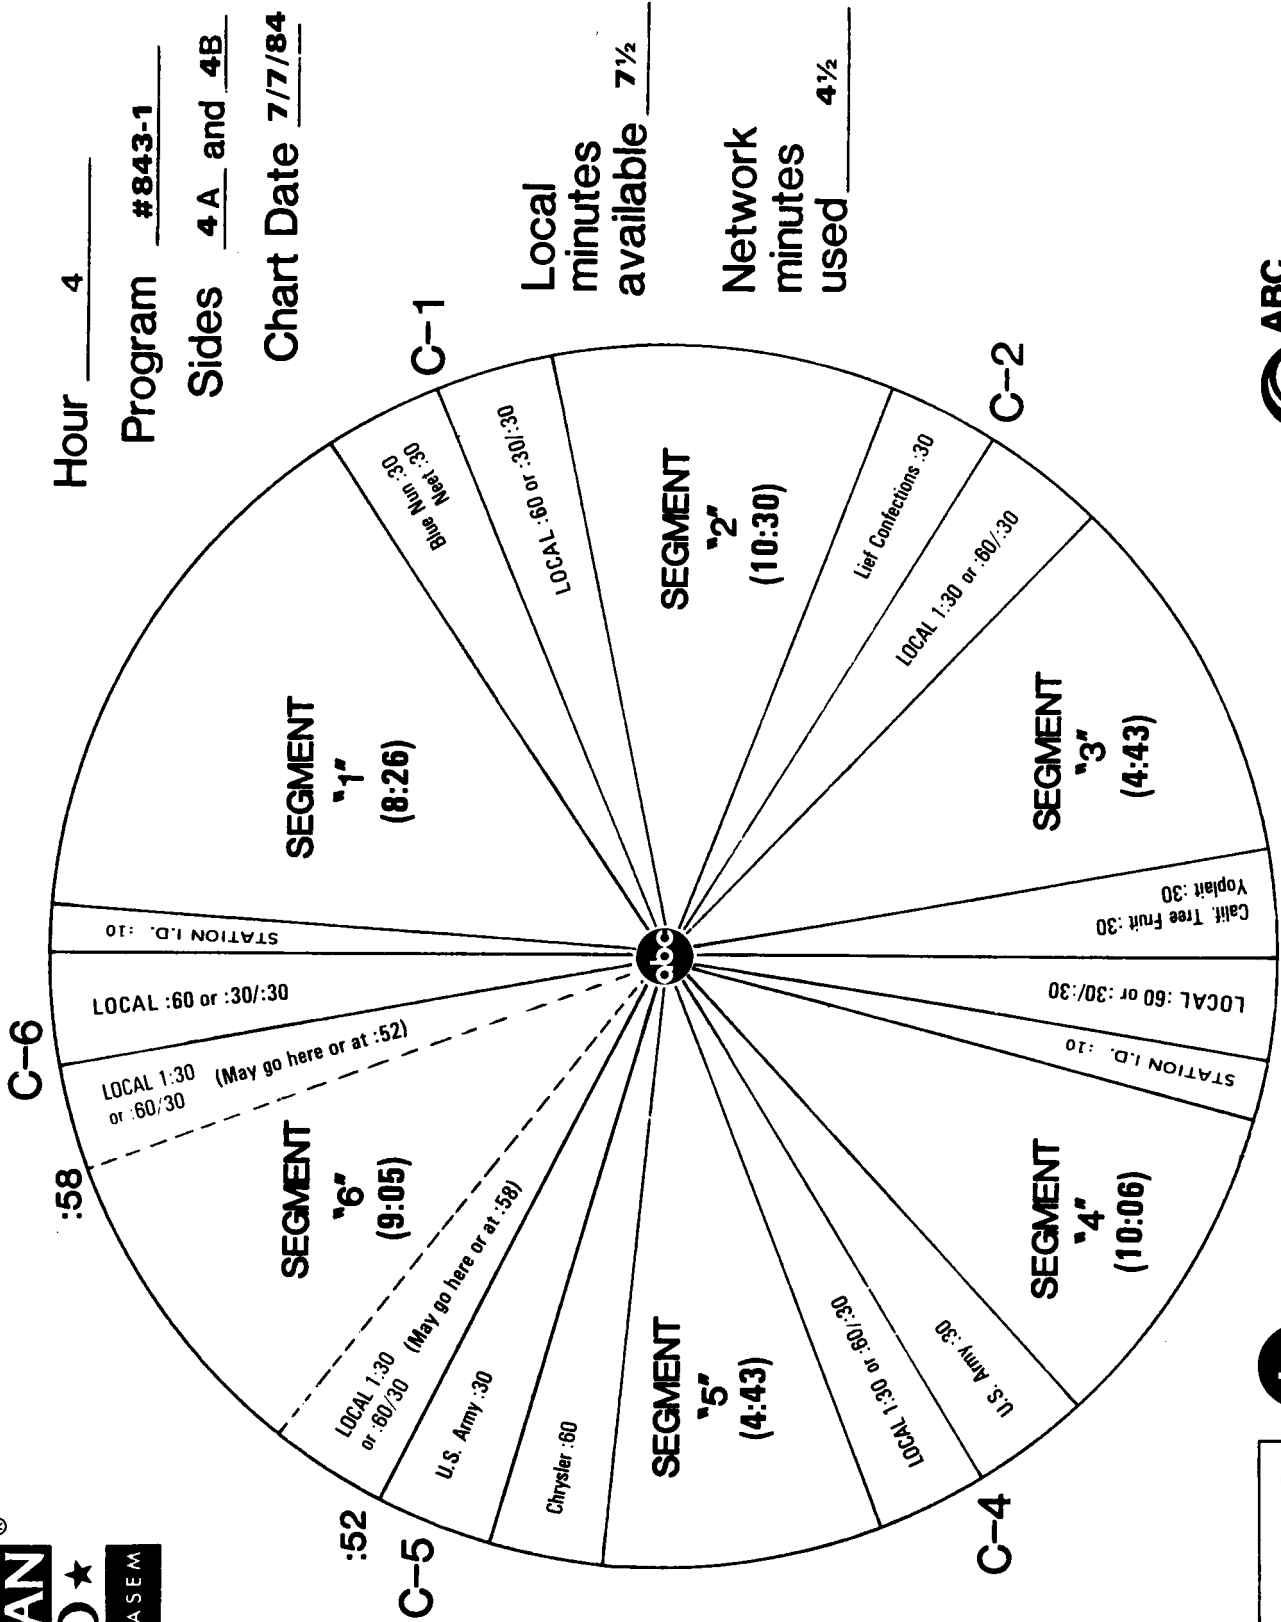 Hour 4
Program #843-1
Sides 4A and 4B
Chart Date 7/7/84
Local
minutes
available 7½
Network
minutes
used 4½
AN
®
ASEM
STATION I.D. :10
SEGMENT
"1"
(8:26)
Blue Nun :30
Neet :30
C-1
LOCAL :60 or :30/:30
SEGMENT
"2"
(10:30)
Lief Confections :30
C-2
LOCAL 1:30 or :60/:30
SEGMENT
"3"
(4:43)
Calif. Tree Fruit :30
Yoplait :30
LOCAL :60 or :30/:30
STATION I.D. :10
SEGMENT
"4"
(10:06)
U.S. Army :30
C-4
LOCAL 1:30 or :60/:30
SEGMENT
"5"
(4:43)
Chrysler :60
U.S. Army :30
C-5
:52
LOCAL 1:30
or :60/30
(May go here or at :58)
SEGMENT
"6"
(9:05)
:58
LOCAL 1:30
or :60/30
(May go here or at :52)
C-6
LOCAL :60 or :30/:30
abc
ABC